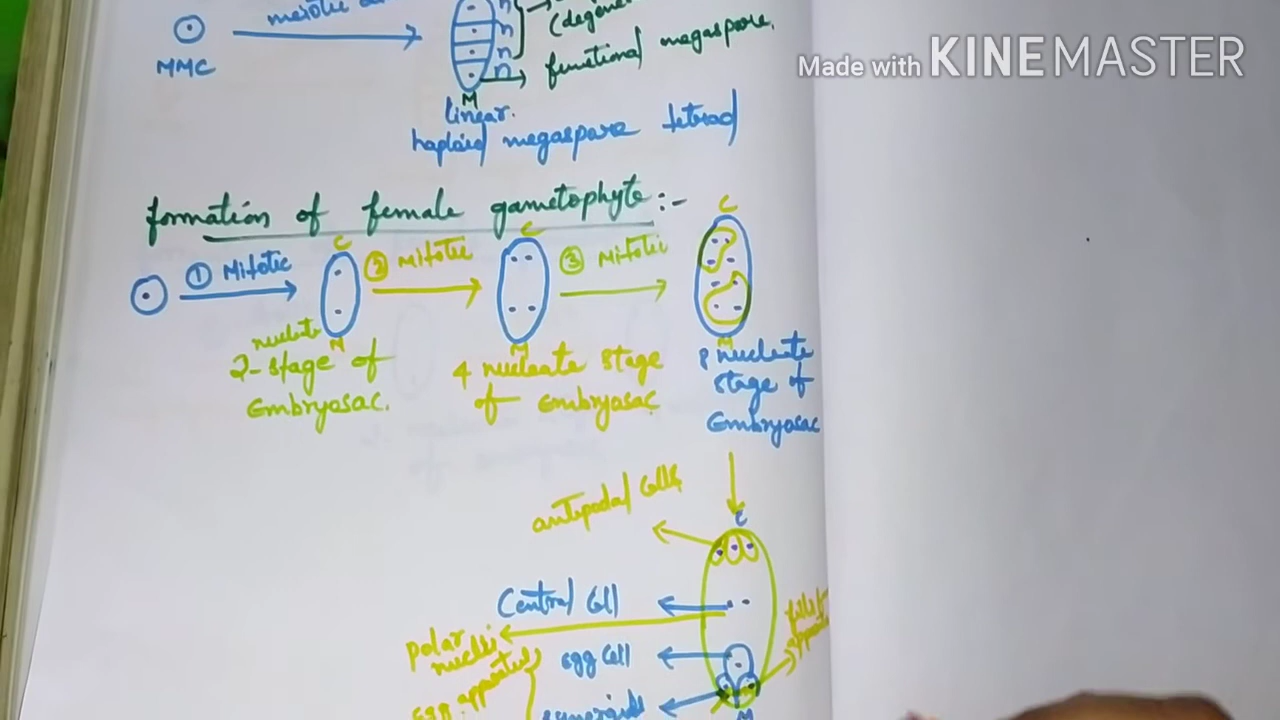 meiotic
n
n
n
n
functional megaspore.
MMC
M
linear.
haploid megaspore tetrad
formation of female gametophyte:-
① Mitotic
C
② Mitotic
C
③ Mitotic
C
M
M
M
nucleate
2-stage of
Embryosac.
4 nucleate stage
of Embryosac
8 nucleate
stage of
Embryosac
antipodal cells
C
Central Cell
polar
nuclei
egg cell
egg apparatus
M
Made with KINEMASTER